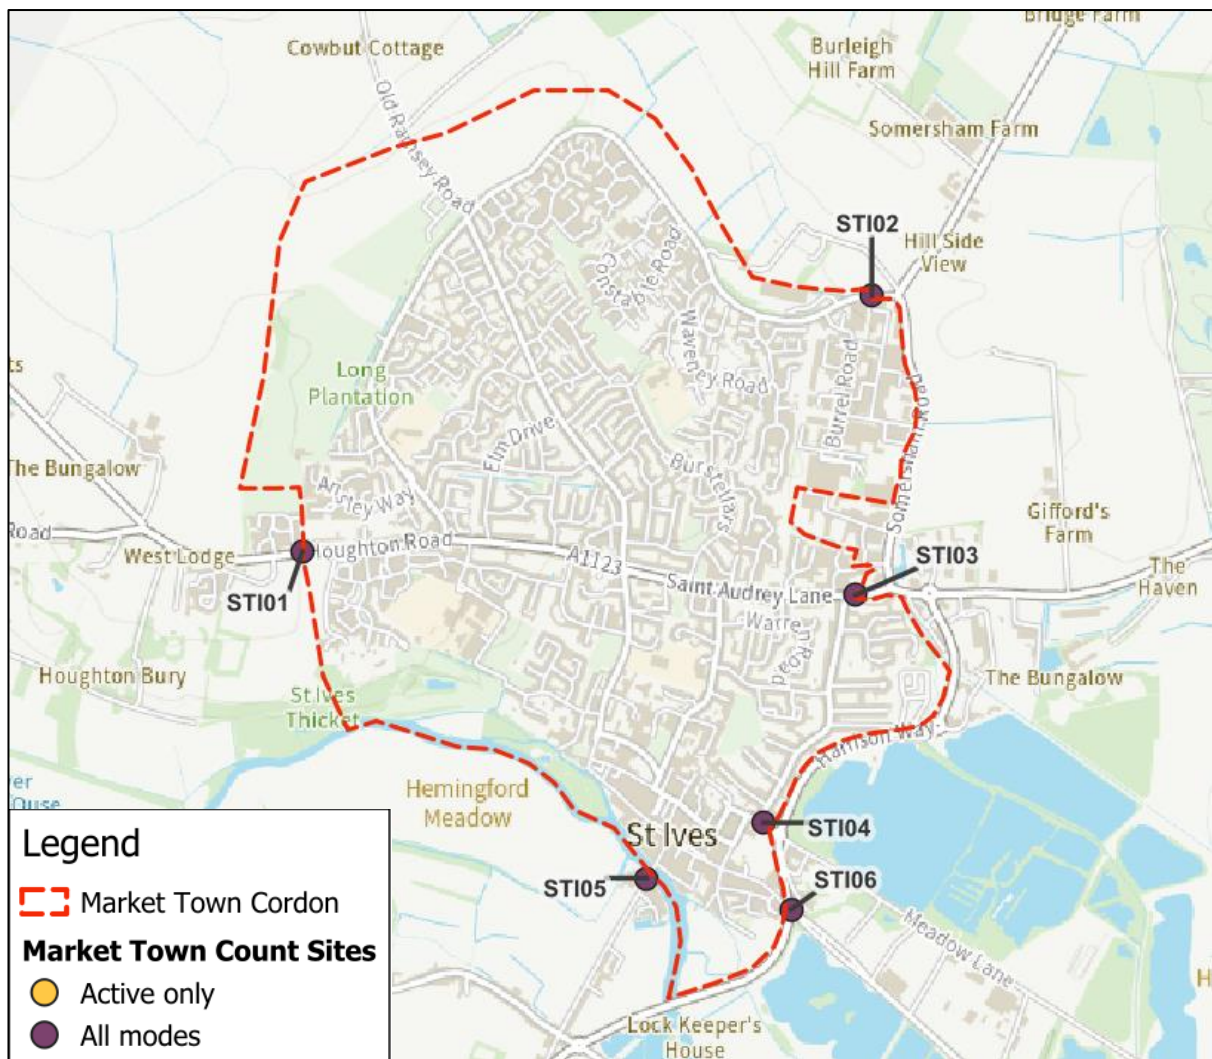 Bridge Farm
Cowbut Cottage
Burleigh
Hill Farm
Old Ramsey Road
Somersham Farm
STI02
Hill Side
View
Constable Road
Waveney Road
Long
Plantation
Burrel Road
Somersham Road
Elm Drive
ts
The Bungalow
Ansley Way
Burstellars
Gifford's
Farm
Road
West Lodge
Houghton Road
A1123
STI03
The
Haven
STI01
Saint Audrey Lane
Warren Road
Houghton Bury
The Bungalow
St Ives
Thicket
Harrison Way
Hemingford
Meadow
ver
Ouse
St Ives
STI04
STI05
STI06
Meadow Lane
H
Lock Keeper's
House
Legend
Market Town Cordon
Market Town Count Sites
Active only
All modes